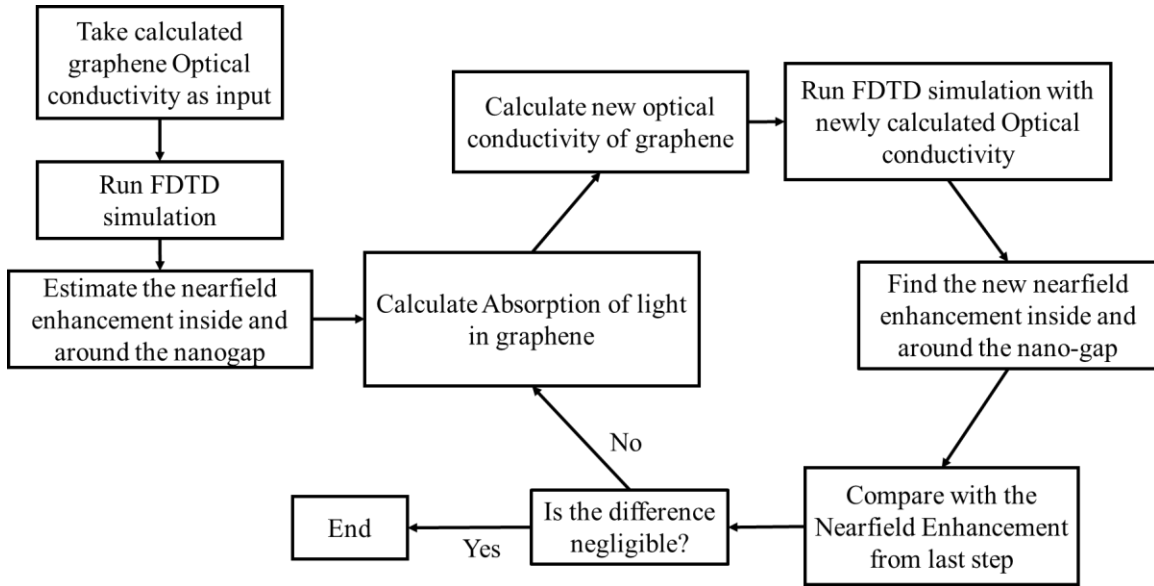 Take calculated
graphene Optical
conductivity as input
Run FDTD
simulation
Estimate the nearfield
enhancement inside and
around the nanogap
Calculate Absorption of light
in graphene
Calculate new optical
conductivity of graphene
Run FDTD simulation with
newly calculated Optical
conductivity
Find the new nearfield
enhancement inside and
around the nano-gap
Compare with the
Nearfield Enhancement
from last step
Is the difference
negligible?
No
Yes
End